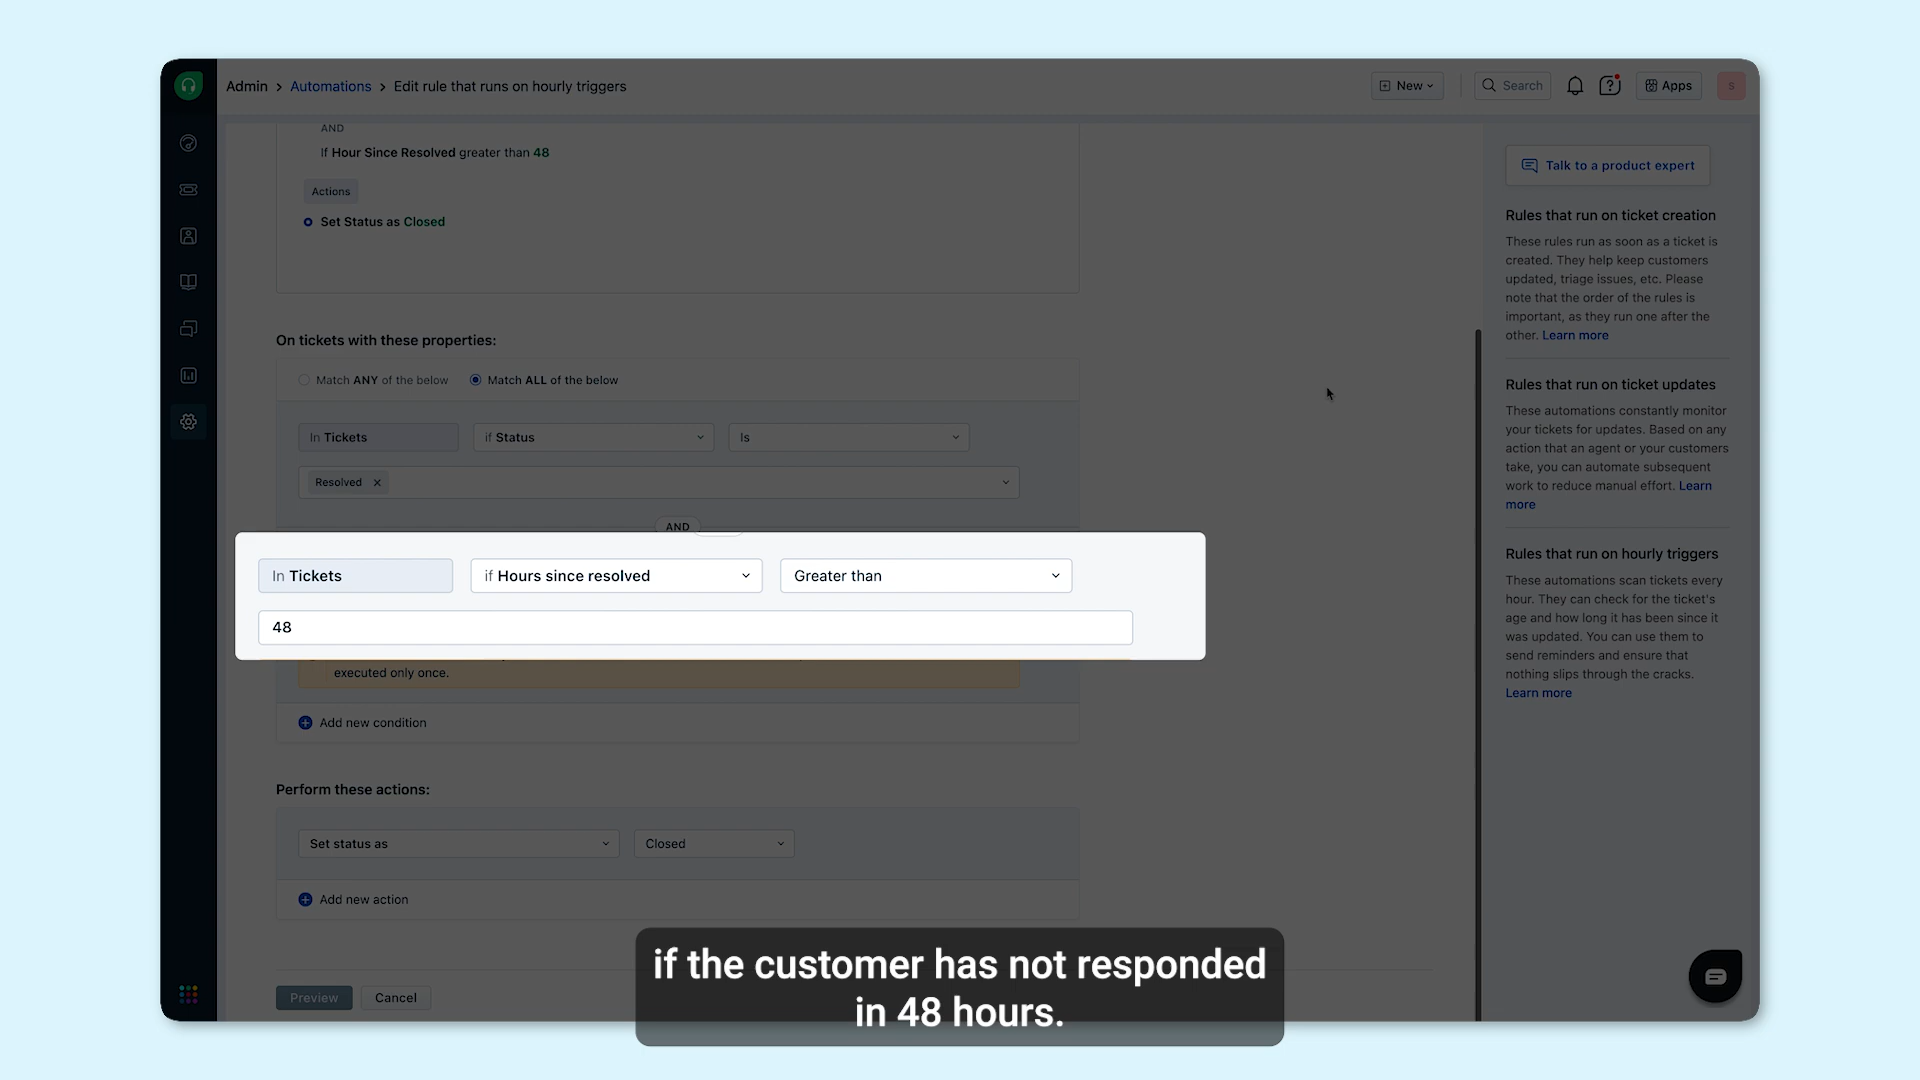 Admin > Automations > Edit rule that runs on hourly triggers
New
Search
Apps
S
AND
If Hour Since Resolved greater than 48
Actions
Set Status as Closed
On tickets with these properties:
Match ANY of the below
Match ALL of the below
In Tickets
if Status
Is
Resolved
AND
In Tickets
if Hours since resolved
Greater than
48
executed only once.
Add new condition
Perform these actions:
Set status as
Closed
Add new action
Preview
Cancel
Talk to a product expert
Rules that run on ticket creation
These rules run as soon as a ticket is
created. They help keep customers
updated, triage issues, etc. Please
note that the order of the rules is
important, as they run one after the
other. Learn more
Rules that run on ticket updates
These automations constantly monitor
your tickets for updates. Based on any
action that an agent or your customers
take, you can automate subsequent
work to reduce manual effort. Learn
more
Rules that run on hourly triggers
These automations scan tickets every
hour. They can check for the ticket's
age and how long it has been since it
was updated. You can use them to
send reminders and ensure that
nothing slips through the cracks.
Learn more
if the customer has not responded
in 48 hours.